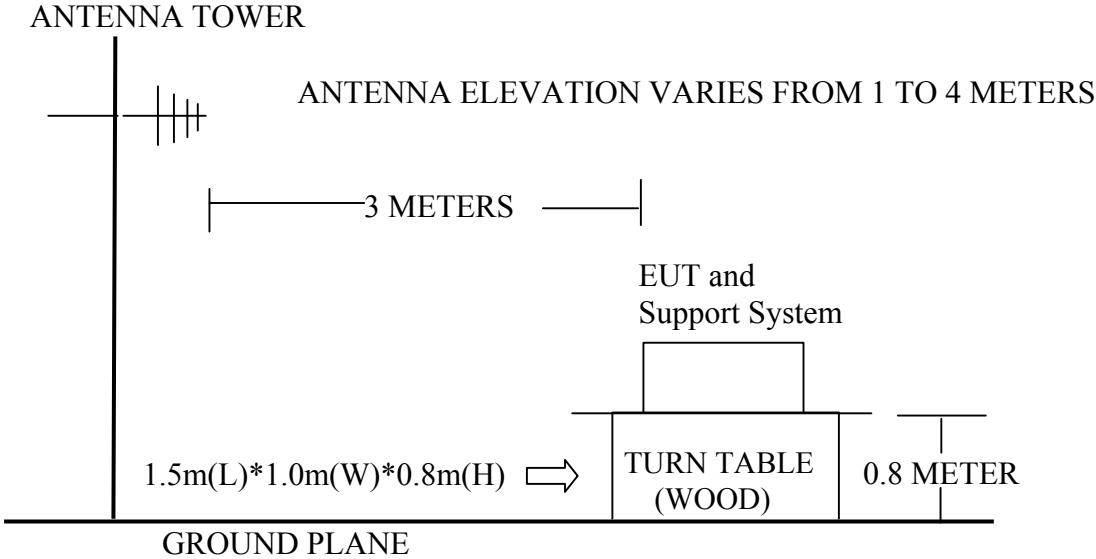 ANTENNA TOWER
ANTENNA ELEVATION VARIES FROM 1 TO 4 METERS
3 METERS
EUT and
Support System
1.5m(L)*1.0m(W)*0.8m(H)
TURN TABLE
(WOOD)
0.8 METER
GROUND PLANE